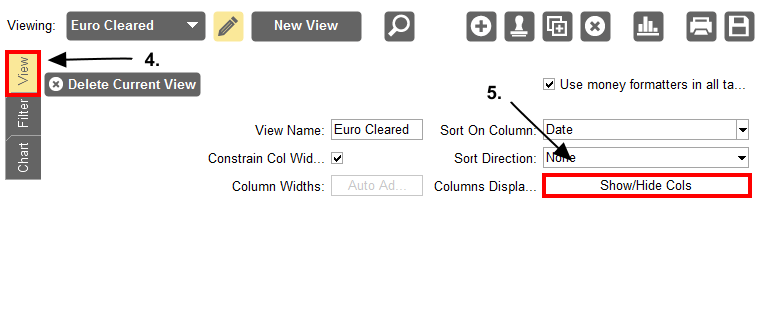 Viewing: Euro Cleared New View
View 4.
Delete Current View Use money formatters in all ta...
5.
Filter
View Name: Euro Cleared Sort On Column: Date
Chart Constrain Col Wid... Sort Direction: None
Column Widths: Auto Ad... Columns Displa... Show/Hide Cols